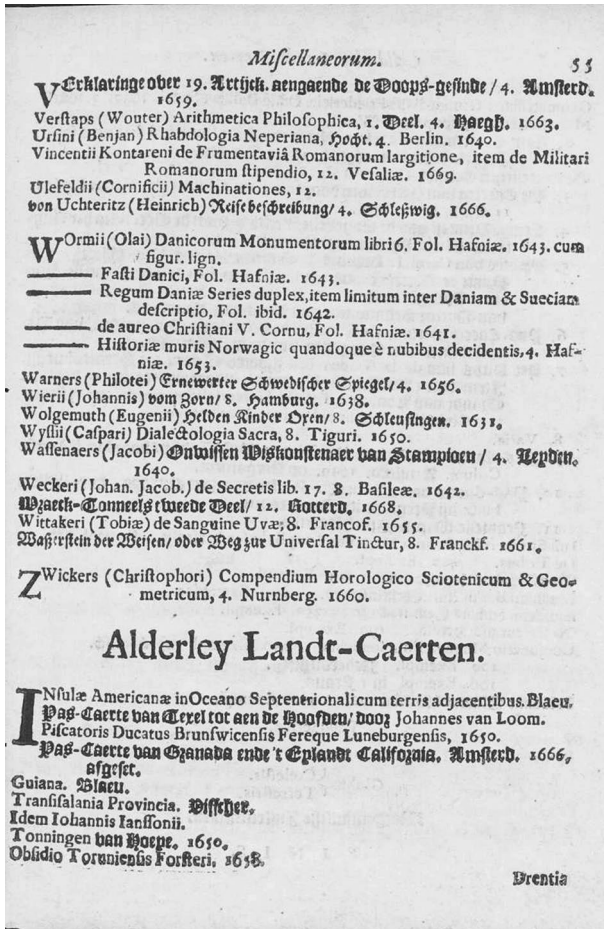 Miscellaneorum. 55
VErklaringe over 19. Artijck. aengaende de Doops-gesinde / 4. Amsterd.
1659.
Verstaps (Wouter) Arithmetica Philosophica, 1. Deel. 4. Haegh. 1663.
Ursini (Benjan) Rhabdologia Neperiana, Hocht. 4. Berlin. 1640.
Vincentii Kontareni de Frumentaviâ Romanorum largitione, item de Militari
Romanorum stipendio, 12. Vesaliæ. 1669.
Ulefeldii (Cornificii) Machinationes, 12.
von Uchteritz (Heinrich) Reisebeschreibung / 4. Schleßwig. 1666.
WOrmii (Olai) Danicorum Monumentorum libri 6. Fol. Hafniæ. 1643. cum
figur. lign.
——— Fasti Danici, Fol. Hafniæ. 1643.
——— Regum Daniæ Series duplex, item limitum inter Daniam & Sueciam
descriptio, Fol. ibid. 1642.
——— de aureo Christiani V. Cornu, Fol. Hafniæ. 1641.
——— Historiæ muris Norwagic quandoque è nubibus decidentis, 4. Haf-
niæ. 1653.
Warners (Philotei) Ernewerter Schwedischer Spiegel / 4. 1656.
Wierii (Johannis) vom Zorn / 8. Hamburg. 1638.
Wolgemuth (Eugenii) Helden Kinder Oxen / 8. Schleusingen. 1631.
Wyssii (Caspari) Dialectologia Sacra, 8. Tiguri. 1650.
Wassenaers (Jacobi) Onwissen Wiskonstenaer van Stampioen / 4. Leyden.
1640.
Weckeri (Johan. Jacob.) de Secretis lib. 17. 8. Basileæ. 1642.
Wraeck-Tonneels tweede Deel / 12. Rotterd. 1668.
Wittakeri (Tobiæ) de Sanguine Uvæ, 8. Francof. 1655.
Waßerstein der Weisen / oder Weg zur Universal Tinctur, 8. Franckf. 1661.
ZWickers (Christophori) Compendium Horologico Sciotenicum & Geo-
metricum, 4. Nurnberg. 1660.
Alderley Landt-Caerten.
INsulæ Americanæ in Oceano Septentrionali cum terris adjacentibus. Blaeu.
Pas-Caerte van Texel tot aen de Hoofden / door Johannes van Loom.
Piscatoris Ducatus Brunswicensis Fereque Luneburgensis, 1650.
Pas-Caerte van Granada ende 't Eylandt California. Amsterd. 1666.
afgeset.
Guiana. Blaeu.
Transisalania Provincia. Visscher.
Idem Iohannis Ianssonii.
Tonningen van Hoeye. 1650.
Obsidio Toruniensis Forsteri, 1658.
Drentia